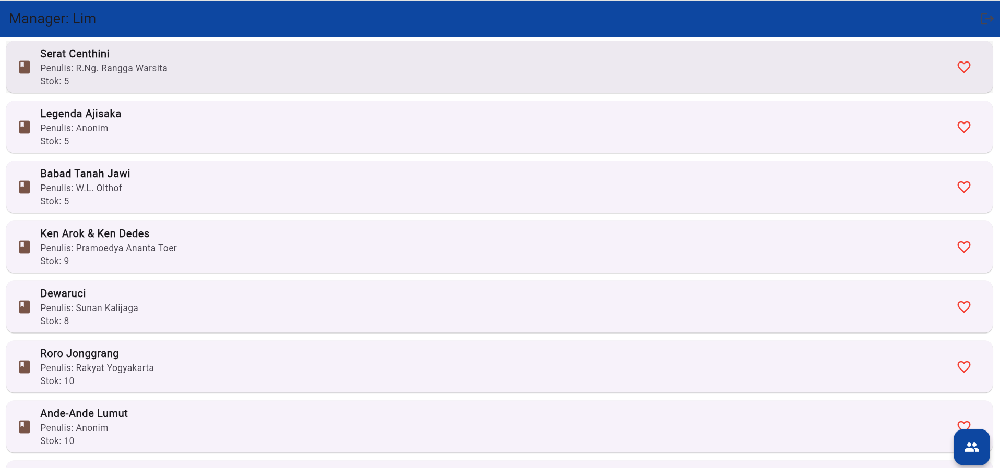 Manager: Lim
Serat Centhini
Penulis: R.Ng. Rangga Warsita
Stok: 5
Legenda Ajisaka
Penulis: Anonim
Stok: 5
Babad Tanah Jawi
Penulis: W.L. Olthof
Stok: 5
Ken Arok & Ken Dedes
Penulis: Pramoedya Ananta Toer
Stok: 9
Dewaruci
Penulis: Sunan Kalijaga
Stok: 8
Roro Jonggrang
Penulis: Rakyat Yogyakarta
Stok: 10
Ande-Ande Lumut
Penulis: Anonim
Stok: 10